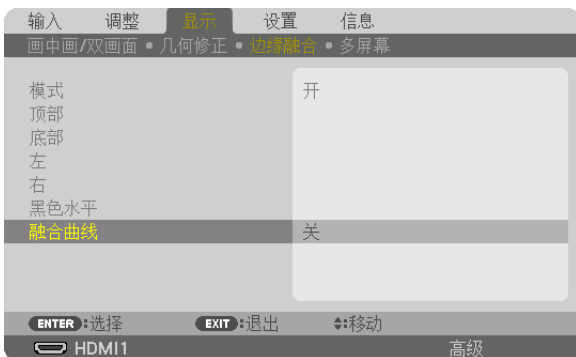 输入 调整 显示 设置 信息
画中画/双画面 • 几何修正 • 边缘融合 • 多屏幕
模式 开
顶部
底部
左
右
黑色水平
融合曲线 关
ENTER :选择 EXIT :退出 :移动
HDMI1 高级